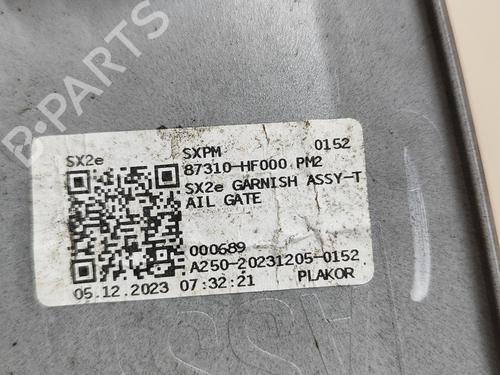 SX2e SXPM 0152
87310-HF000 PM2
SX2e GARNISH ASSY-T
AIL GATE
000689
A250-20231205-0152
05.12.2023 07:32:21 PLAKOR
B-PARTS